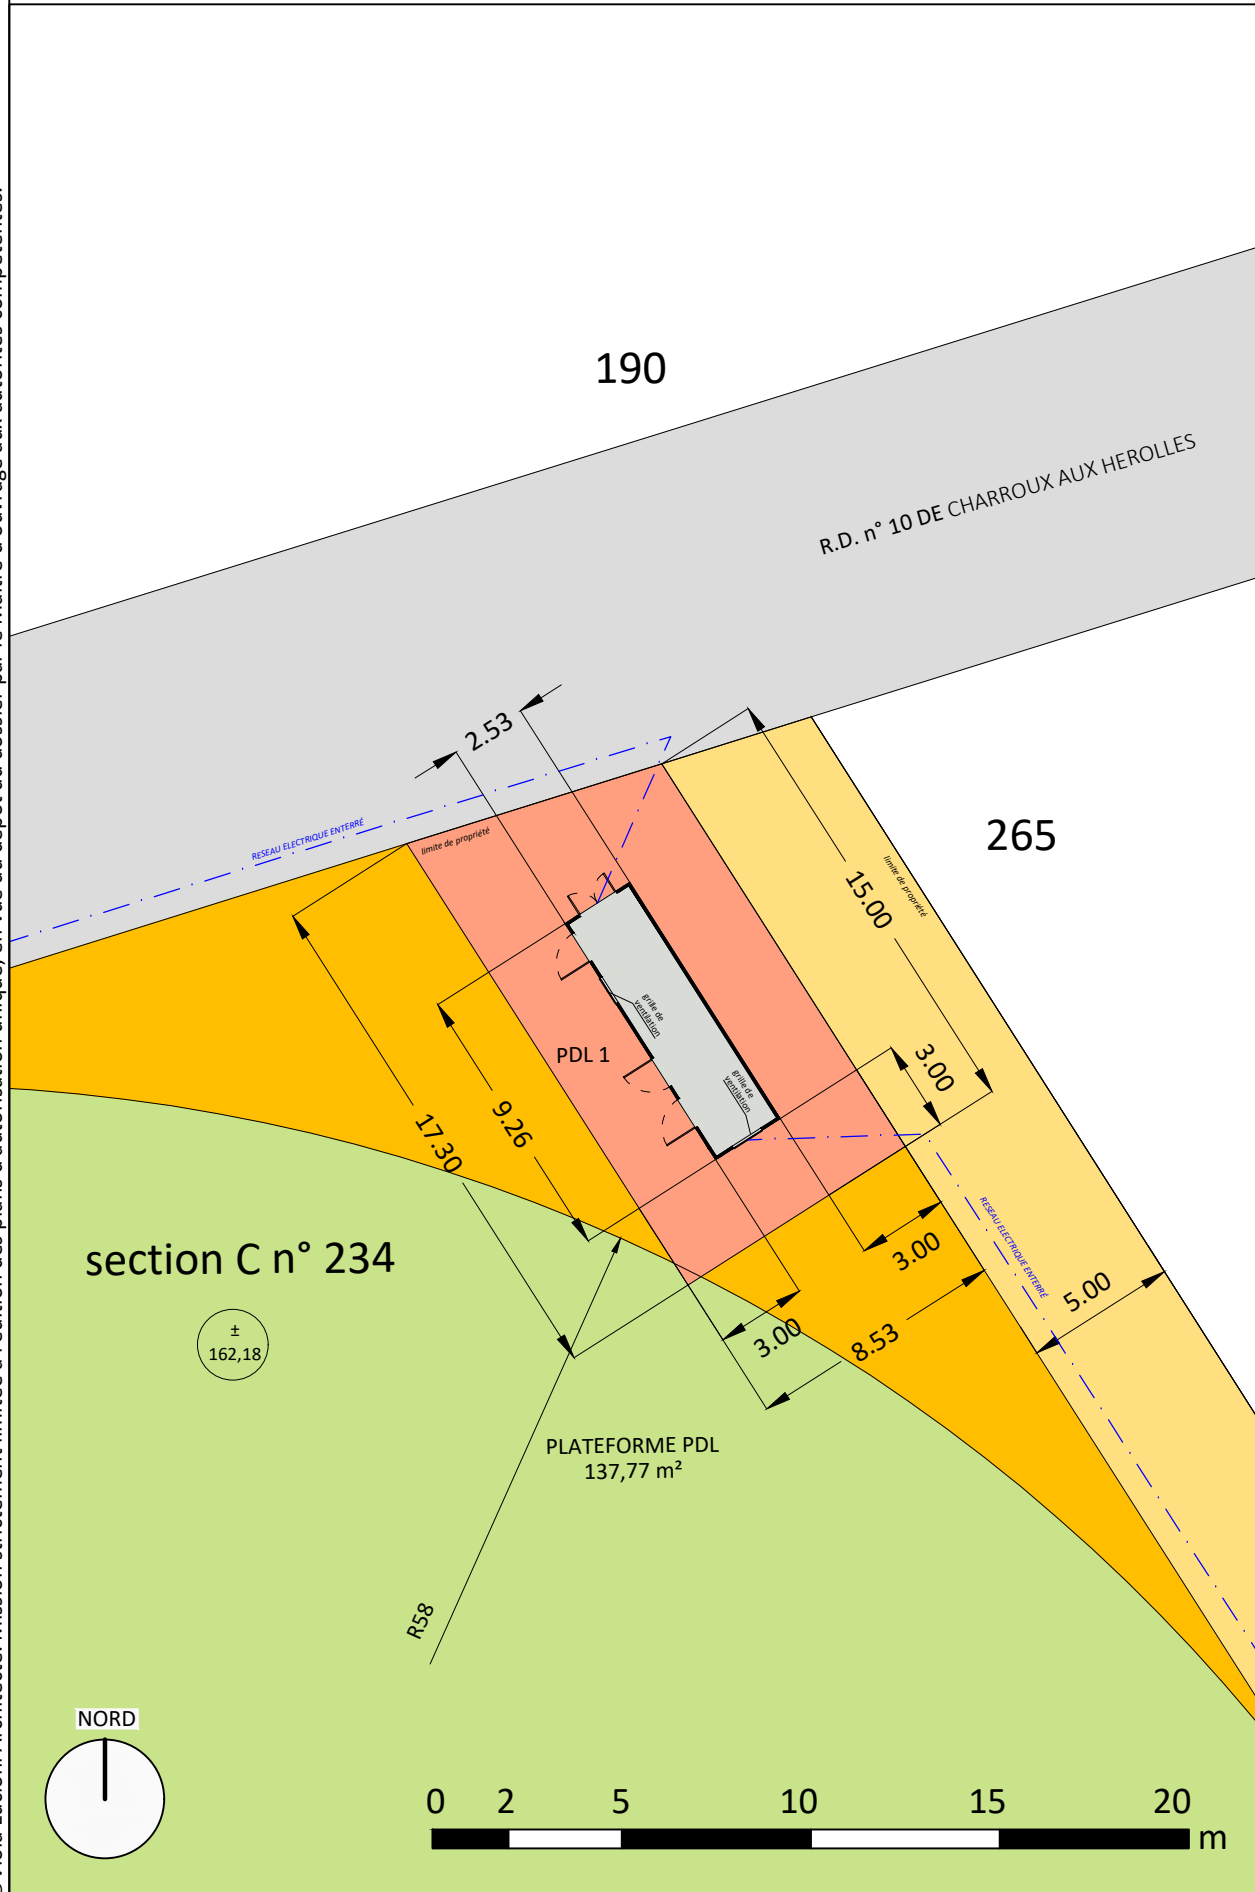 190
R.D. n° 10 DE CHARROUX AUX HEROLLES
2.53
RESEAU ELECTRIQUE ENTERRÉ
limite de propriété
265
15.00
limite de propriété
grille de
ventilation
PDL 1
3.00
grille de
ventilation
9.26
17.30
RESEAU ELECTRIQUE ENTERRÉ
section C n° 234
3.00
5.00
±
162,18
3.00
8.53
PLATEFORME PDL
137,77 m²
R58
NORD
0 2 5 10 15 20
m